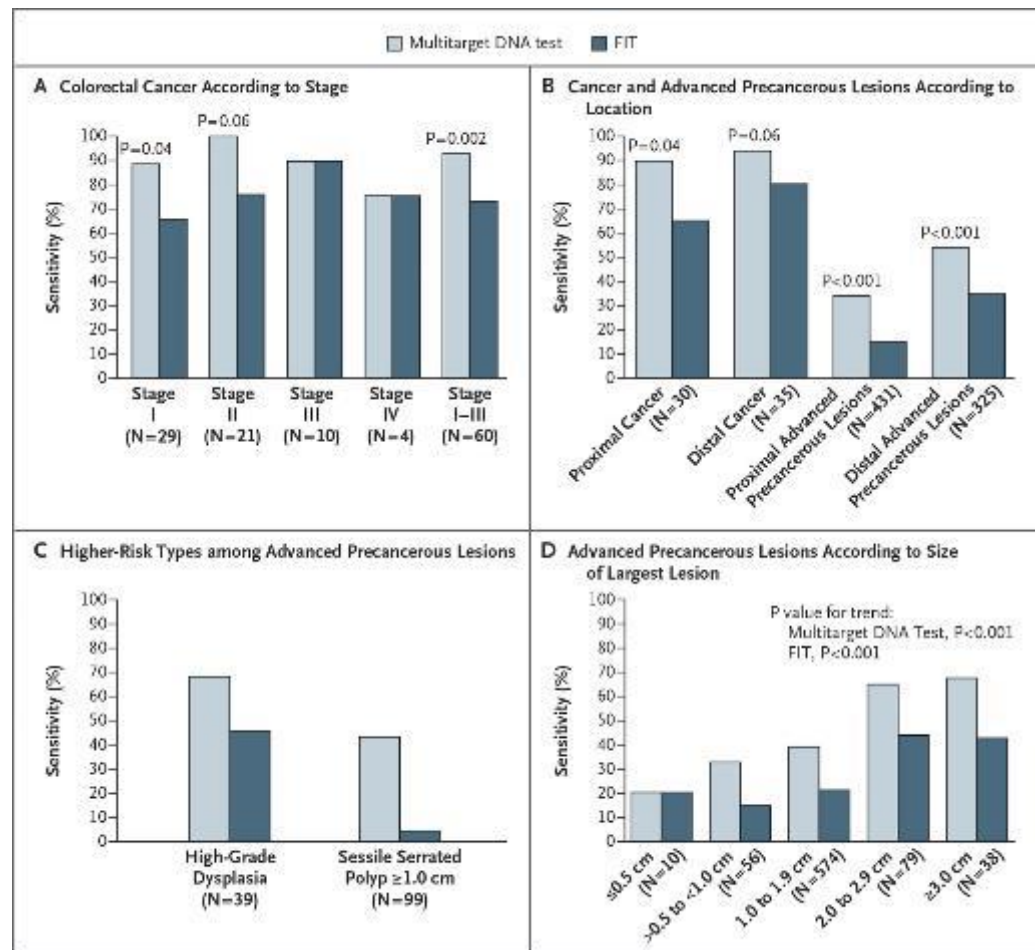 Multitarget DNA test FIT
A Colorectal Cancer According to Stage
P=0.04
P=0.06
P=0.002
Sensitivity (%)
100
90
80
70
60
50
40
30
20
10
0
Stage I (N=29)
Stage II (N=21)
Stage III (N=10)
Stage IV (N=4)
Stage I–III (N=60)
B Cancer and Advanced Precancerous Lesions According to
Location
P=0.04
P=0.06
P<0.001
P<0.001
Sensitivity (%)
100
90
80
70
60
50
40
30
20
10
0
Proximal Cancer
(N=30)
Distal Cancer
(N=35)
Proximal Advanced
Precancerous Lesions
(N=431)
Distal Advanced
Precancerous Lesions
(N=325)
C Higher-Risk Types among Advanced Precancerous Lesions
Sensitivity (%)
100
90
80
70
60
50
40
30
20
10
0
High-Grade
Dysplasia
(N=39)
Sessile Serrated
Polyp ≥1.0 cm
(N=99)
D Advanced Precancerous Lesions According to Size
of Largest Lesion
P value for trend:
Multitarget DNA Test, P<0.001
FIT, P<0.001
Sensitivity (%)
100
90
80
70
60
50
40
30
20
10
0
≤0.5 cm
(N=10)
>0.5 to <1.0 cm
(N=56)
1.0 to 1.9 cm
(N=574)
2.0 to 2.9 cm
(N=79)
≥3.0 cm
(N=38)